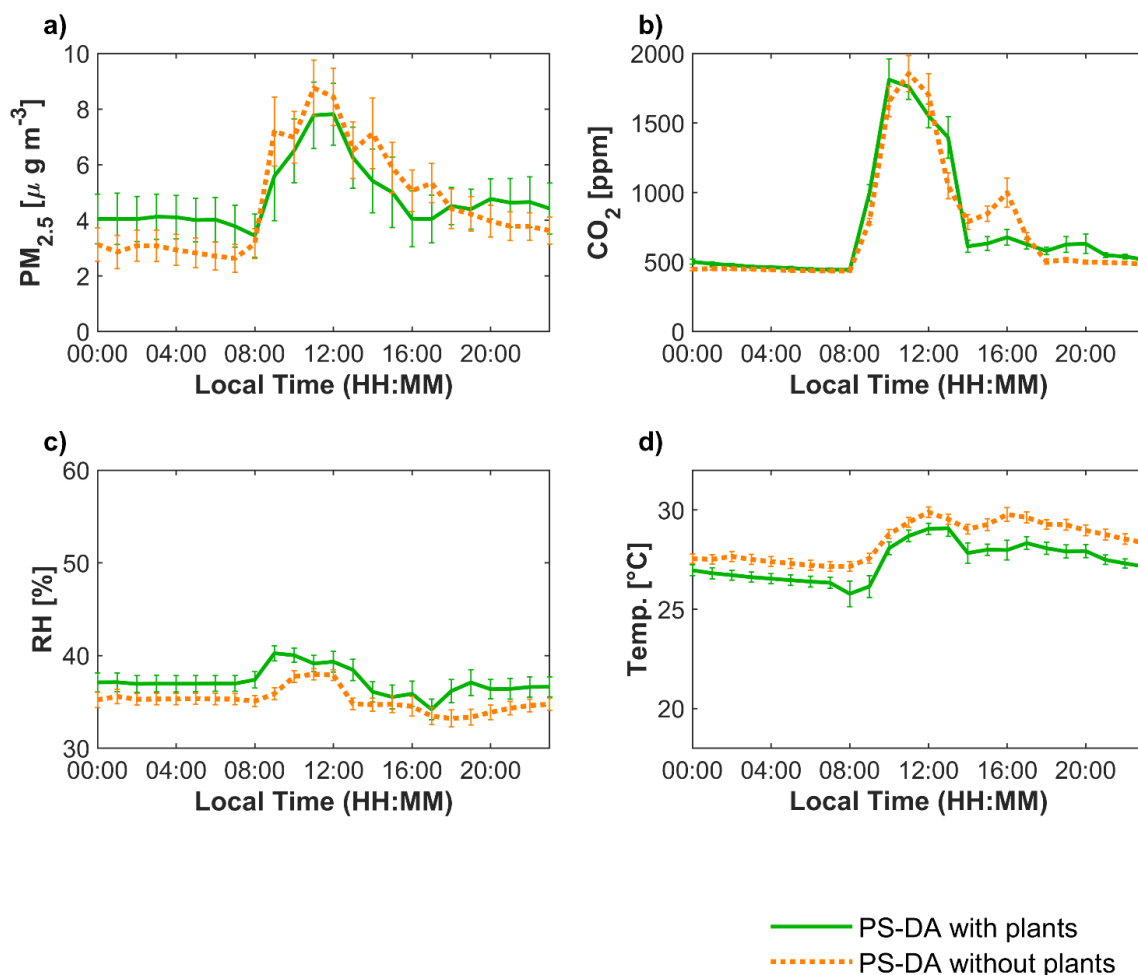 a)
10
8
6
4
2
0
PM2.5 [μ g m-3]
00:00 04:00 08:00 12:00 16:00 20:00
Local Time (HH:MM)
b)
2000
1500
1000
500
0
CO2 [ppm]
00:00 04:00 08:00 12:00 16:00 20:00
Local Time (HH:MM)
c)
60
50
40
30
RH [%]
00:00 04:00 08:00 12:00 16:00 20:00
Local Time (HH:MM)
d)
30
25
20
Temp. [°C]
00:00 04:00 08:00 12:00 16:00 20:00
Local Time (HH:MM)
PS-DA with plants
PS-DA without plants